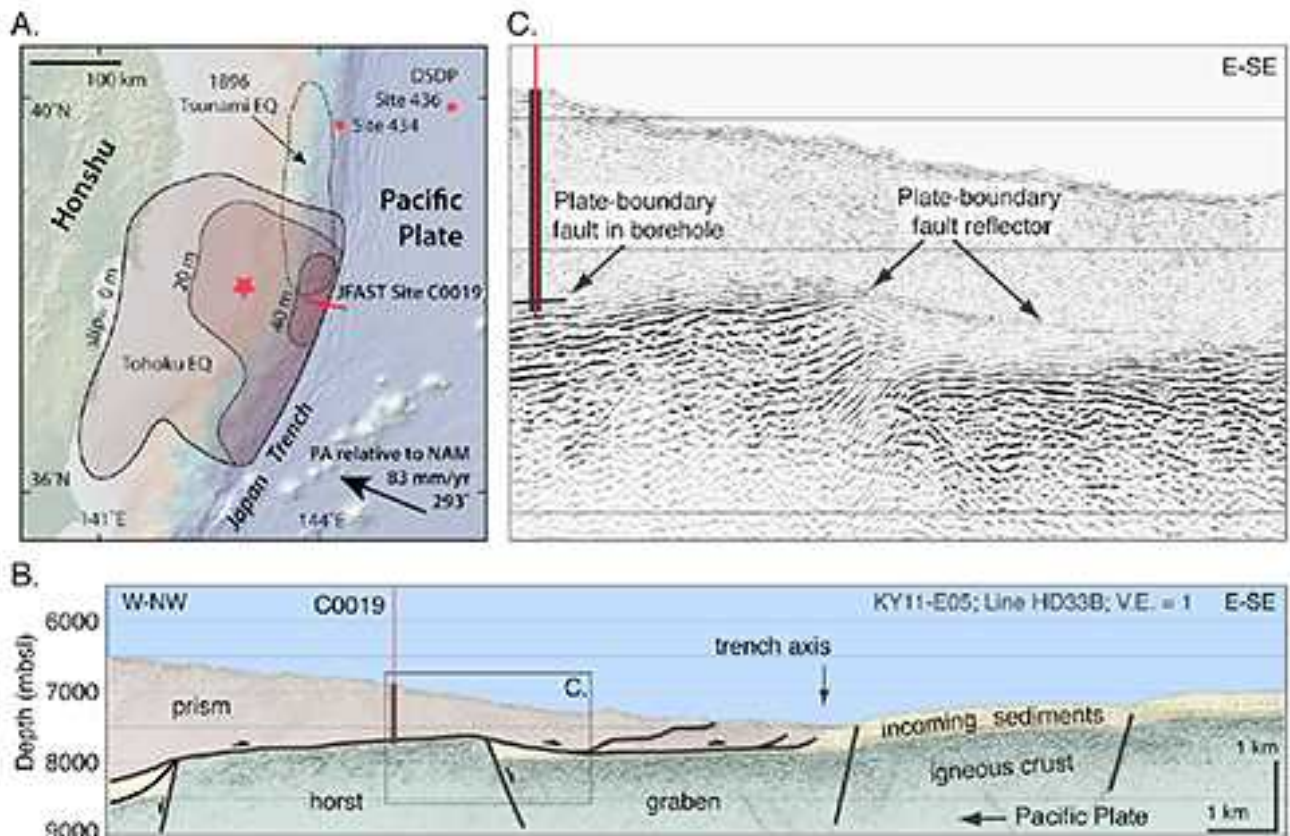 A.
100 km
1896
Tsunami EQ
DSDP
Site 436
Site 434
40°N
Honshu
Pacific
Plate
slip= 0 m
20 m
40 m
JFAST Site C0019
Tohoku EQ
Japan Trench
PA relative to NAM
83 mm/yr
293°
36°N
141°E
144°E
C.
E-SE
Plate-boundary
fault in borehole
Plate-boundary
fault reflector
B.
W-NW
C0019
KY11-E05; Line HD33B; V.E. = 1
E-SE
Depth (mbsl)
6000
7000
8000
9000
trench axis
C.
prism
incoming sediments
igneous crust
horst
graben
Pacific Plate
1 km
1 km